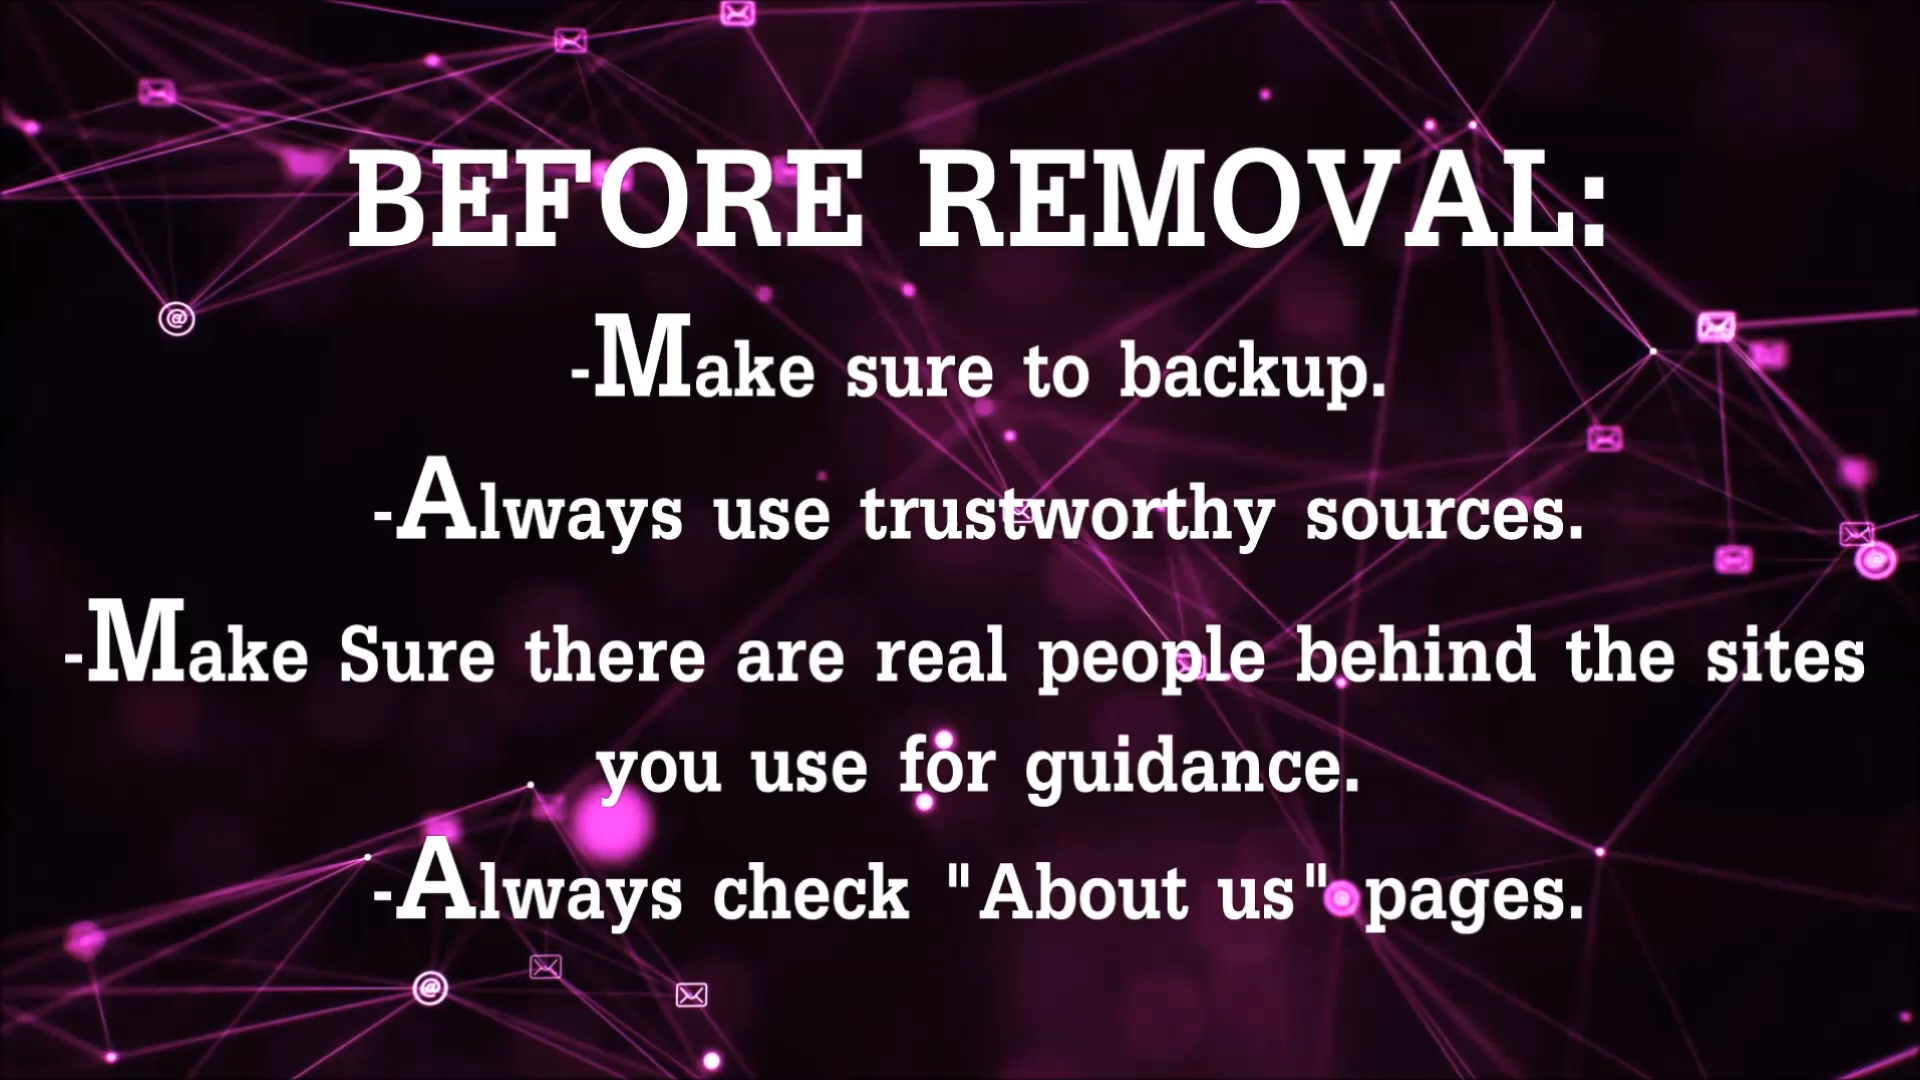 BEFORE REMOVAL:
-Make sure to backup.
-Always use trustworthy sources.
-Make Sure there are real people behind the sites
you use for guidance.
-Always check "About us" pages.